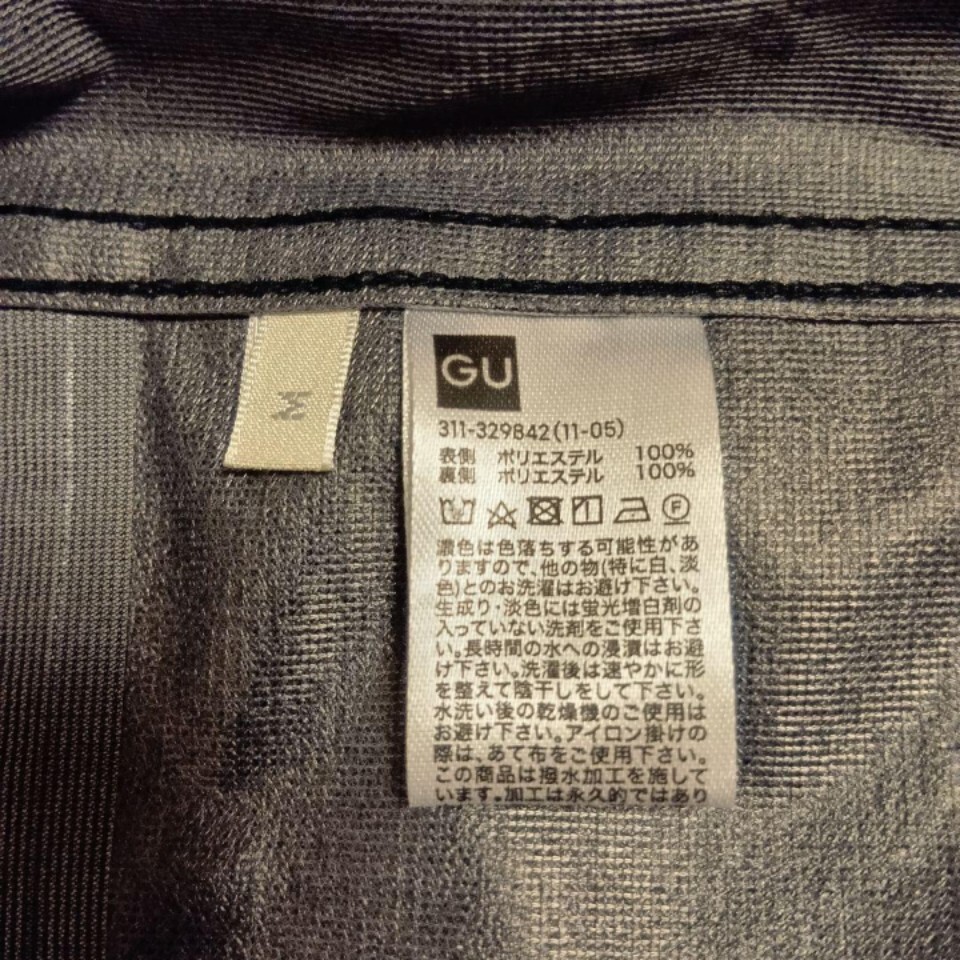 M
GU
311-329842(11-05)
表側 ポリエステル 100%
裏側 ポリエステル 100%
F
濃色は色落ちする可能性があ
りますので、他の物(特に白、淡
色)とのお洗濯はお避け下さい。
生成り・淡色には蛍光増白剤の
入っていない洗剤をご使用下さ
い。長時間の水への浸漬はお避
け下さい。洗濯後は速やかに形
を整えて陰干しをして下さい。
水洗い後の乾燥機のご使用は
お避け下さい。アイロン掛けの
際は、あて布をご使用下さい。
この商品は撥水加工を施して
います。加工は永久的ではあり